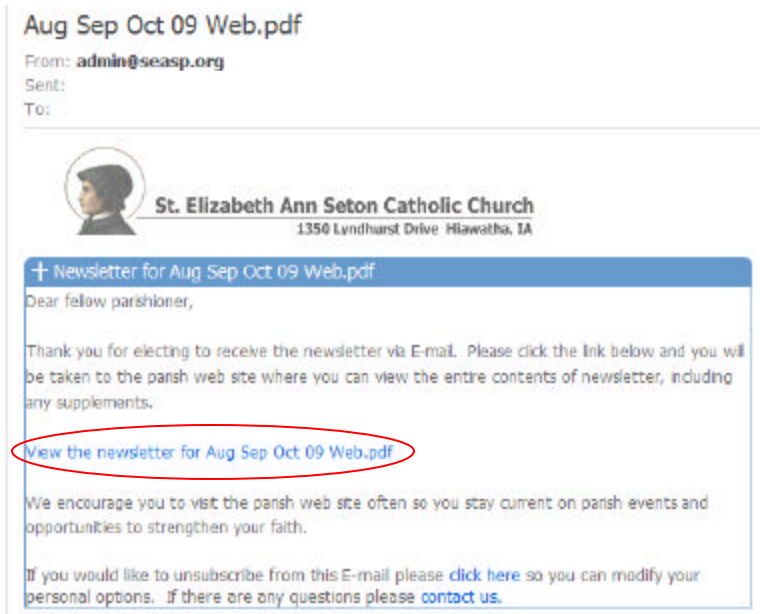 Aug Sep Oct 09 Web.pdf
From: admin@seasp.org
Sent:
To:
St. Elizabeth Ann Seton Catholic Church
1350 Lyndhurst Drive Hiawatha, IA
Newsletter for Aug Sep Oct 09 Web.pdf
Dear fellow parishioner,
Thank you for electing to receive the newsletter via E-mail. Please click the link below and you will
be taken to the parish web site where you can view the entire contents of newsletter, including
any supplements.
View the newsletter for Aug Sep Oct 09 Web.pdf
We encourage you to visit the parish web site often so you stay current on parish events and
opportunities to strengthen your faith.
If you would like to unsubscribe from this E-mail please click here so you can modify your
personal options. If there are any questions please contact us.